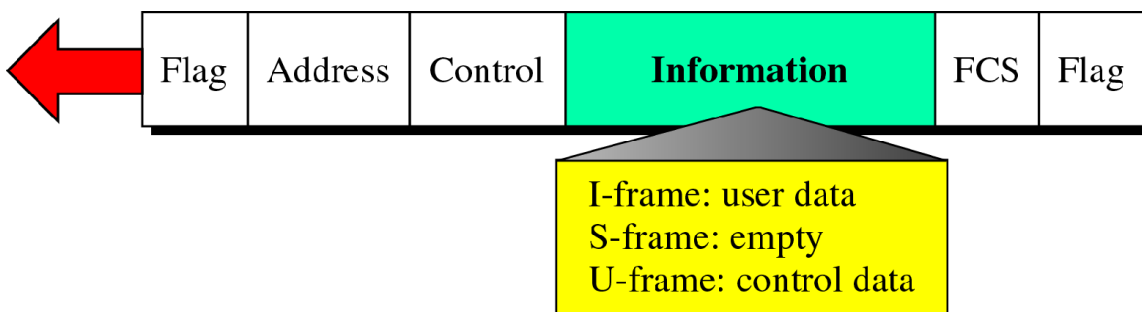 Flag Address Control Information FCS Flag
I-frame: user data
S-frame: empty
U-frame: control data